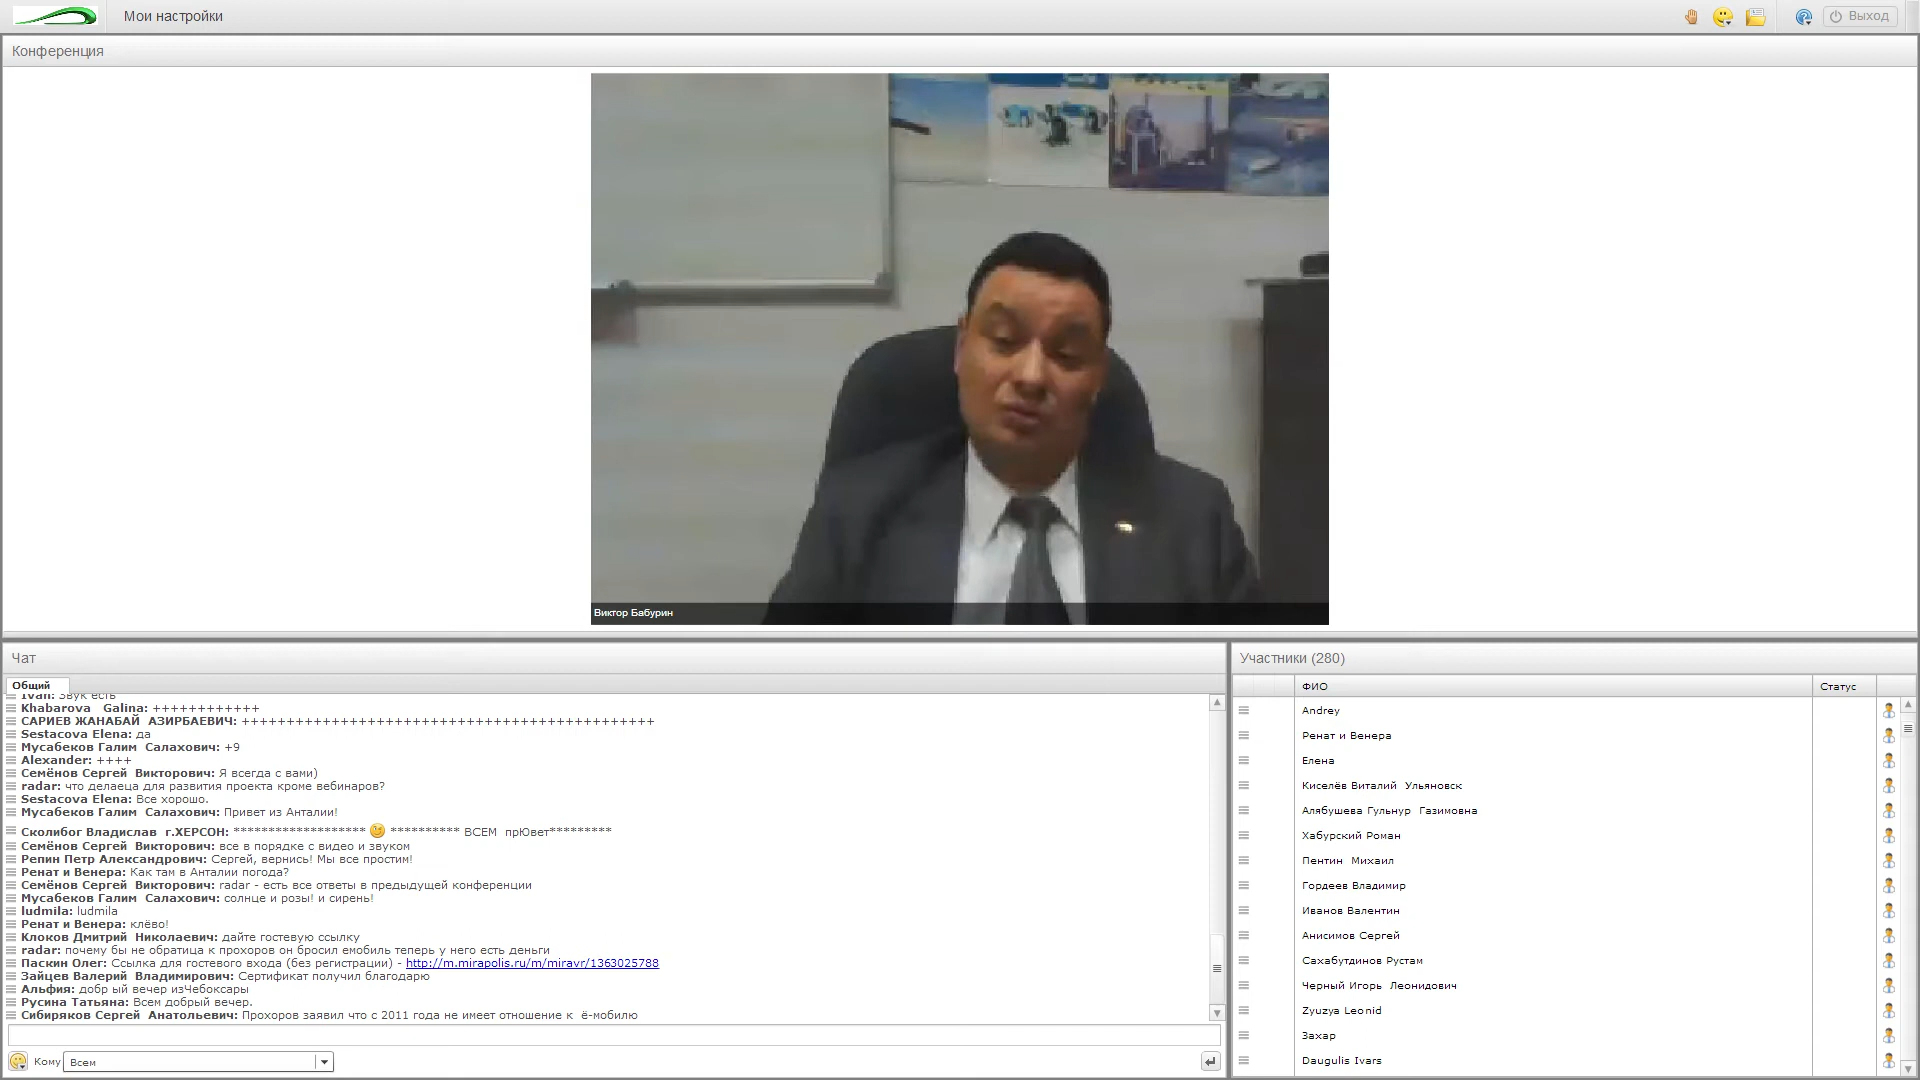 Мои настройки
Выход
Конференция
Виктор Бабурин
Чат
Общий
Ivan: Звук есть
Khabarova Galina: ++++++++++++
САРИЕВ ЖАНАБАЙ АЗИРБАЕВИЧ: ++++++++++++++++++++++++++++++++++++++++++++++
Sestacova Elena: да
Мусабеков Галим Салахович: +9
Alexander: ++++
Семёнов Сергей Викторович: Я всегда с вами)
radar: что делаеца для развития проекта кроме вебинаров?
Sestacova Elena: Все хорошо.
Мусабеков Галим Салахович: Привет из Анталии!
Сколибог Владислав г.ХЕРСОН: ******************* ********** ВСЕМ прЮвет*********
Семёнов Сергей Викторович: все в порядке с видео и звуком
Репин Петр Александрович: Сергей, вернись! Мы все простим!
Ренат и Венера: Как там в Анталии погода?
Семёнов Сергей Викторович: radar - есть все ответы в предыдущей конференции
Мусабеков Галим Салахович: солнце и розы! и сирень!
ludmila: ludmila
Ренат и Венера: клёво!
Клоков Дмитрий Николаевич: дайте гостевую ссылку
radar: почему бы не обратица к прохоров он бросил емобиль теперь у него есть деньги
Паскин Олег: Ссылка для гостевого входа (без регистрации) - http://m.mirapolis.ru/m/miravr/1363025788
Зайцев Валерий Владимирович: Сертификат получил благодарю
Альфия: добр ый вечер изЧебоксары
Русина Татьяна: Всем добрый вечер.
Сибиряков Сергей Анатольевич: Прохоров заявил что с 2011 года не имеет отношение к ё-мобилю
Кому Всем
Участники (280)
ФИО Статус
Andrey
Ренат и Венера
Елена
Киселёв Виталий Ульяновск
Алябушева Гульнур Газимовна
Хабурский Роман
Пентин Михаил
Гордеев Владимир
Иванов Валентин
Анисимов Сергей
Сахабутдинов Рустам
Черный Игорь Леонидович
Zyuzya Leonid
Захар
Daugulis Ivars